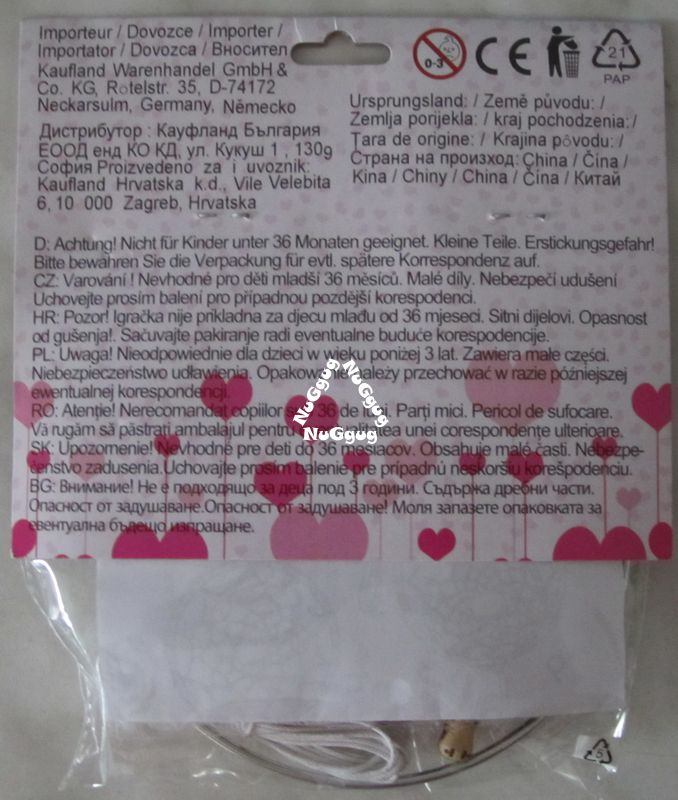 Importeur / Dovozce / Importer /
Importator / Dovozca / Вносител
Kaufland Warenhandel GmbH &
Co. KG, Rötelstr. 35, D-74172
Neckarsulm, Germany, Německo
Дистрибутор : Кауфланд България
ЕООД енд КО КД, ул. Кукуш 1 , 130g
София Proizvedeno za i uvoznik:
Kaufland Hrvatska k.d., Vile Velebita
6, 10 000 Zagreb, Hrvatska
0-3
CE
21
PAP
Ursprungsland: / Země původu: /
Zemlja porijekla: / kraj pochodzenia: /
Tara de origine: / Krajina pôvodu: /
Страна на произход: China / Čína /
Kina / Chiny / China / Čína / Китай
D: Achtung! Nicht für Kinder unter 36 Monaten geeignet. Kleine Teile. Erstickungsgefahr!
Bitte bewahren Sie die Verpackung für evtl. spätere Korrespondenz auf.
CZ: Varování ! Nevhodné pro děti mladší 36 měsíců. Malé díly. Nebezpečí udušení
Uchovejte prosím balení pro případnou pozdější korespodenci.
HR: Pozor! Igračka nije prikladna za djecu mlađu od 36 mjeseci. Sitni dijelovi. Opasnost
od gušenja!. Sačuvajte pakiranje radi eventualne buduće korespodencije.
PL: Uwaga! Nieodpowiednie dla dzieci w wieku poniżej 3 lat. Zawiera małe części.
Niebezpieczeństwo udławienia. Opakowanie należy przechować w razie późniejszej
ewentualnej korespondencji.
RO: Atenție! Nerecomandat copiilor sub 36 de luni. Parți mici. Pericol de sufocare.
Vă rugăm să păstrați ambalajul pentru unei corespondențe ulterioare.
SK: Upozornenie! Nevhodné pre deti do 36 mesiacov. Obsahuje malé časti. Nebezpe-
čenstvo zadusenia.Uchovajte prosím balenie pre prípadnú neskoršiu korešpodenciu.
BG: Внимание! Не е подходящо за деца под 3 години. Съдържа дребни части.
Опасност от задушаване.Опасност от задушаване! Моля запазете опаковката за
евентуална бъдещо изпращане.
NuGgug
NuGgug
NuGgug
5